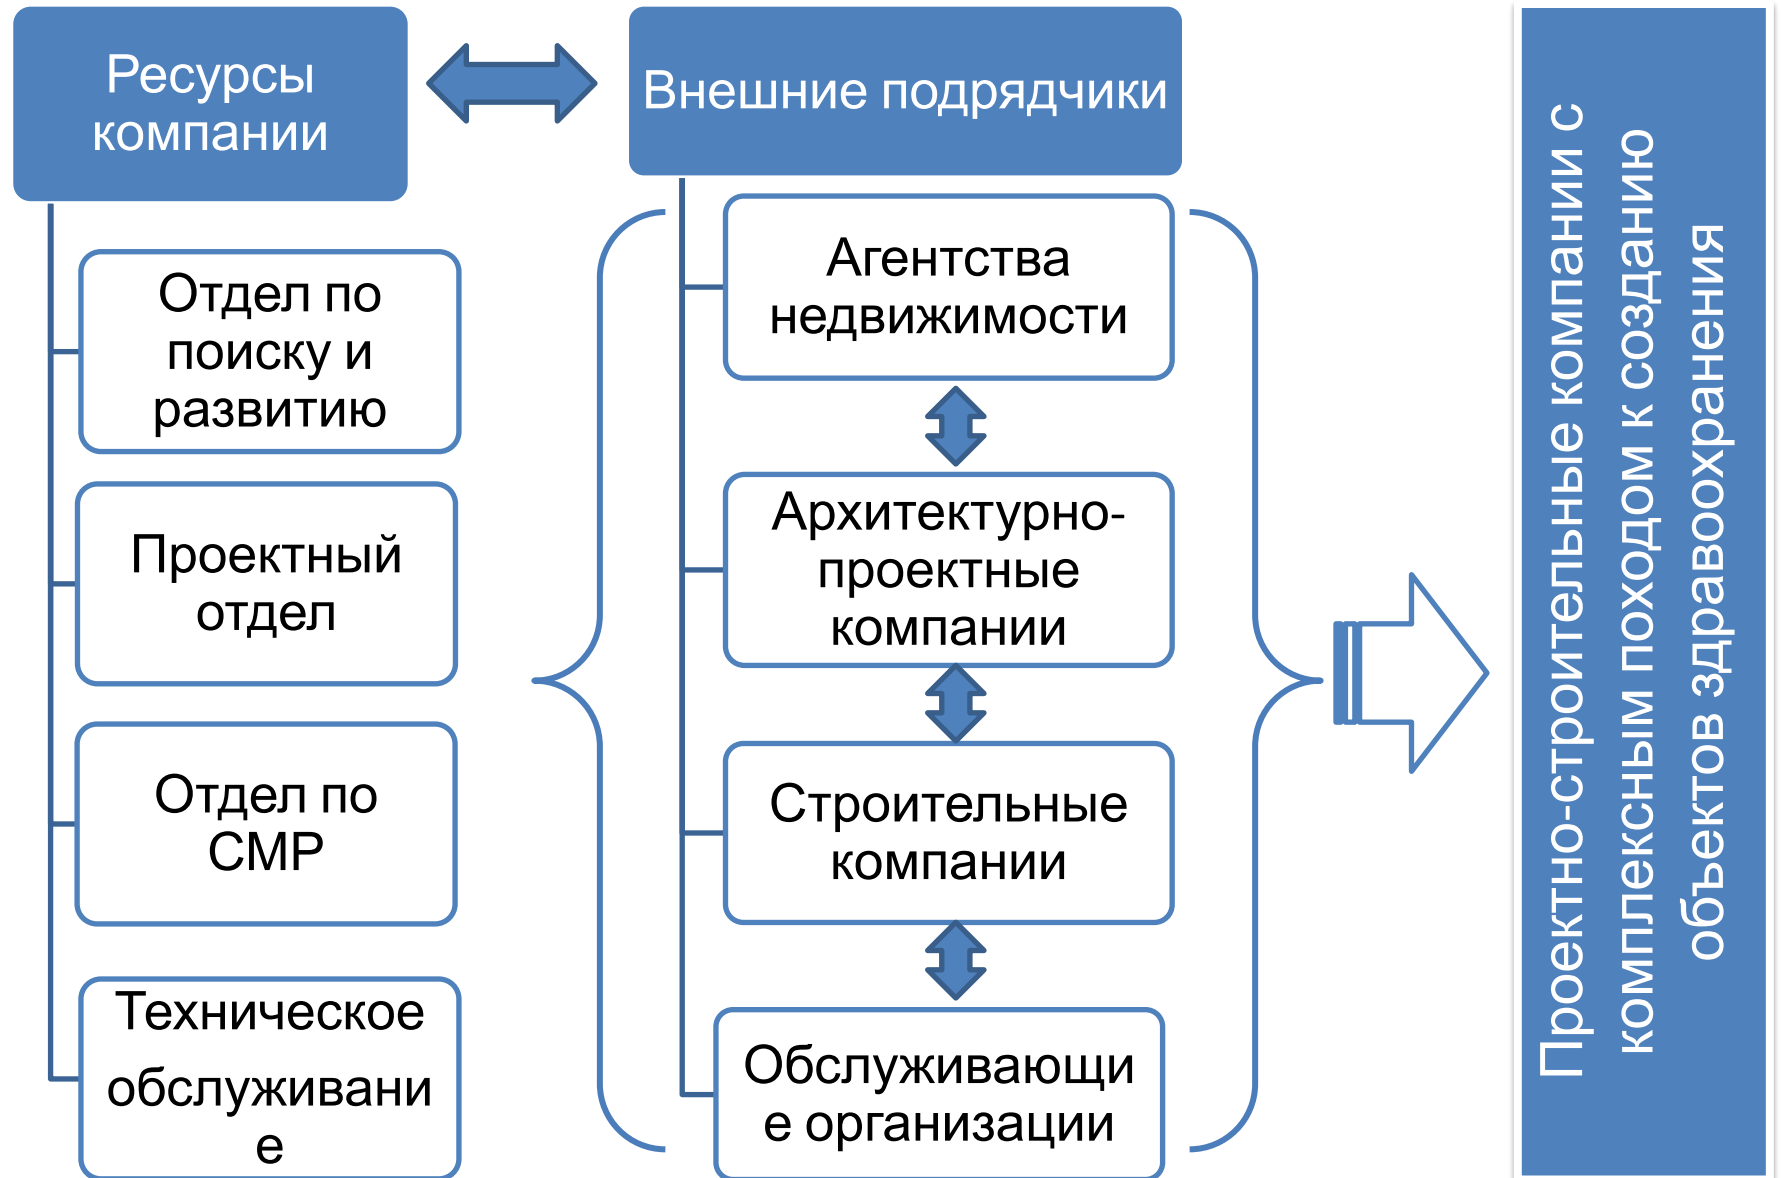 Ресурсы
компании
Отдел по
поиску и
развитию
Проектный
отдел
Отдел по
СМР
Техническое
обслуживани
е
Внешние подрядчики
Агентства
недвижимости
Архитектурно-
проектные
компании
Строительные
компании
Обслуживающи
е организации
Проектно-строительные компании с
комплексным походом к созданию
объектов здравоохранения